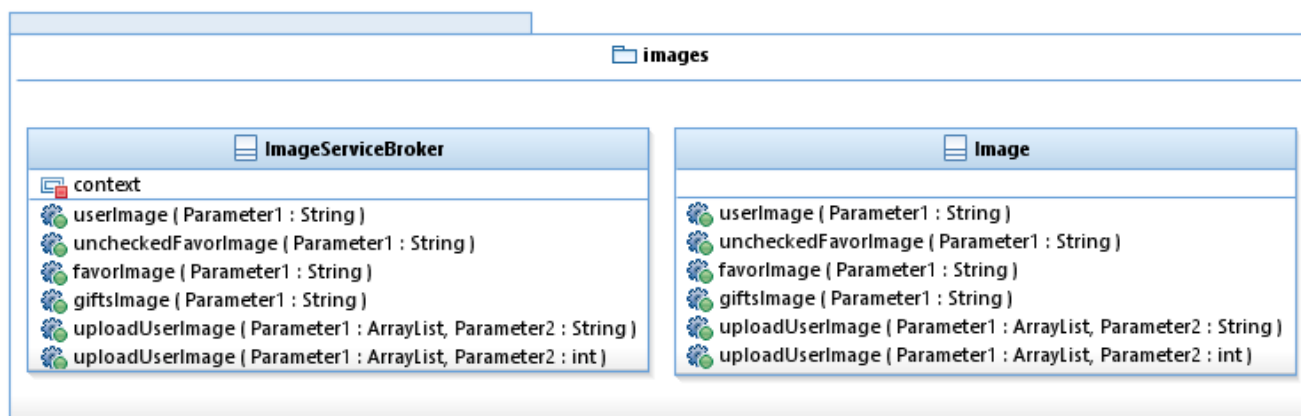 images
ImageServiceBroker
context
userImage ( Parameter1 : String )
uncheckedFavorImage ( Parameter1 : String )
favorImage ( Parameter1 : String )
giftsImage ( Parameter1 : String )
uploadUserImage ( Parameter1 : ArrayList, Parameter2 : String )
uploadUserImage ( Parameter1 : ArrayList, Parameter2 : int )
Image
userImage ( Parameter1 : String )
uncheckedFavorImage ( Parameter1 : String )
favorImage ( Parameter1 : String )
giftsImage ( Parameter1 : String )
uploadUserImage ( Parameter1 : ArrayList, Parameter2 : String )
uploadUserImage ( Parameter1 : ArrayList, Parameter2 : int )